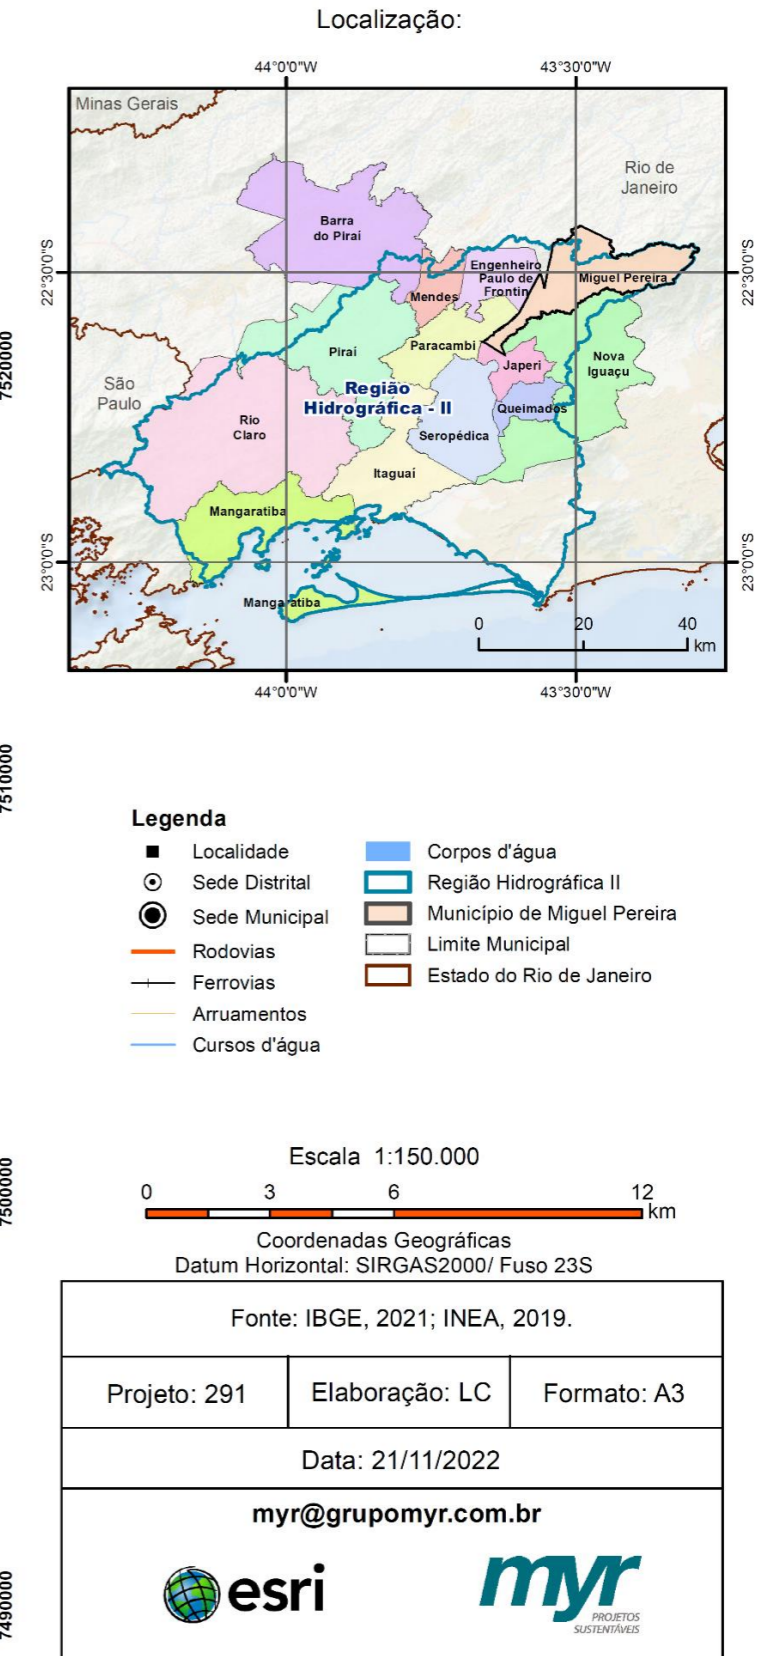 Localização:
44°0'0"W
43°30'0"W
Minas Gerais
Rio de
Janeiro
Barra
do Piraí
22°30'0"S
22°30'0"S
Engenheiro
Paulo de
Frontin
Miguel Pereira
Mendes
7520000
Piraí
Paracambi
Japeri
Nova
Iguaçu
São
Paulo
Região
Hidrográfica - II
Rio
Claro
Queimados
Seropédica
Itaguaí
Mangaratiba
23°0'0"S
23°0'0"S
Mangaratiba
0
20
40
km
44°0'0"W
43°30'0"W
7510000
Legenda
Localidade
Sede Distrital
Sede Municipal
Rodovias
Ferrovias
Arruamentos
Cursos d'água
Corpos d'água
Região Hidrográfica II
Município de Miguel Pereira
Limite Municipal
Estado do Rio de Janeiro
7500000
Escala 1:150.000
0 3 6 12
km
Coordenadas Geográficas
Datum Horizontal: SIRGAS2000/ Fuso 23S
Fonte: IBGE, 2021; INEA, 2019.
Projeto: 291
Elaboração: LC
Formato: A3
Data: 21/11/2022
myr@grupomyr.com.br
7490000
esri
myr
PROJETOS
SUSTENTÁVEIS